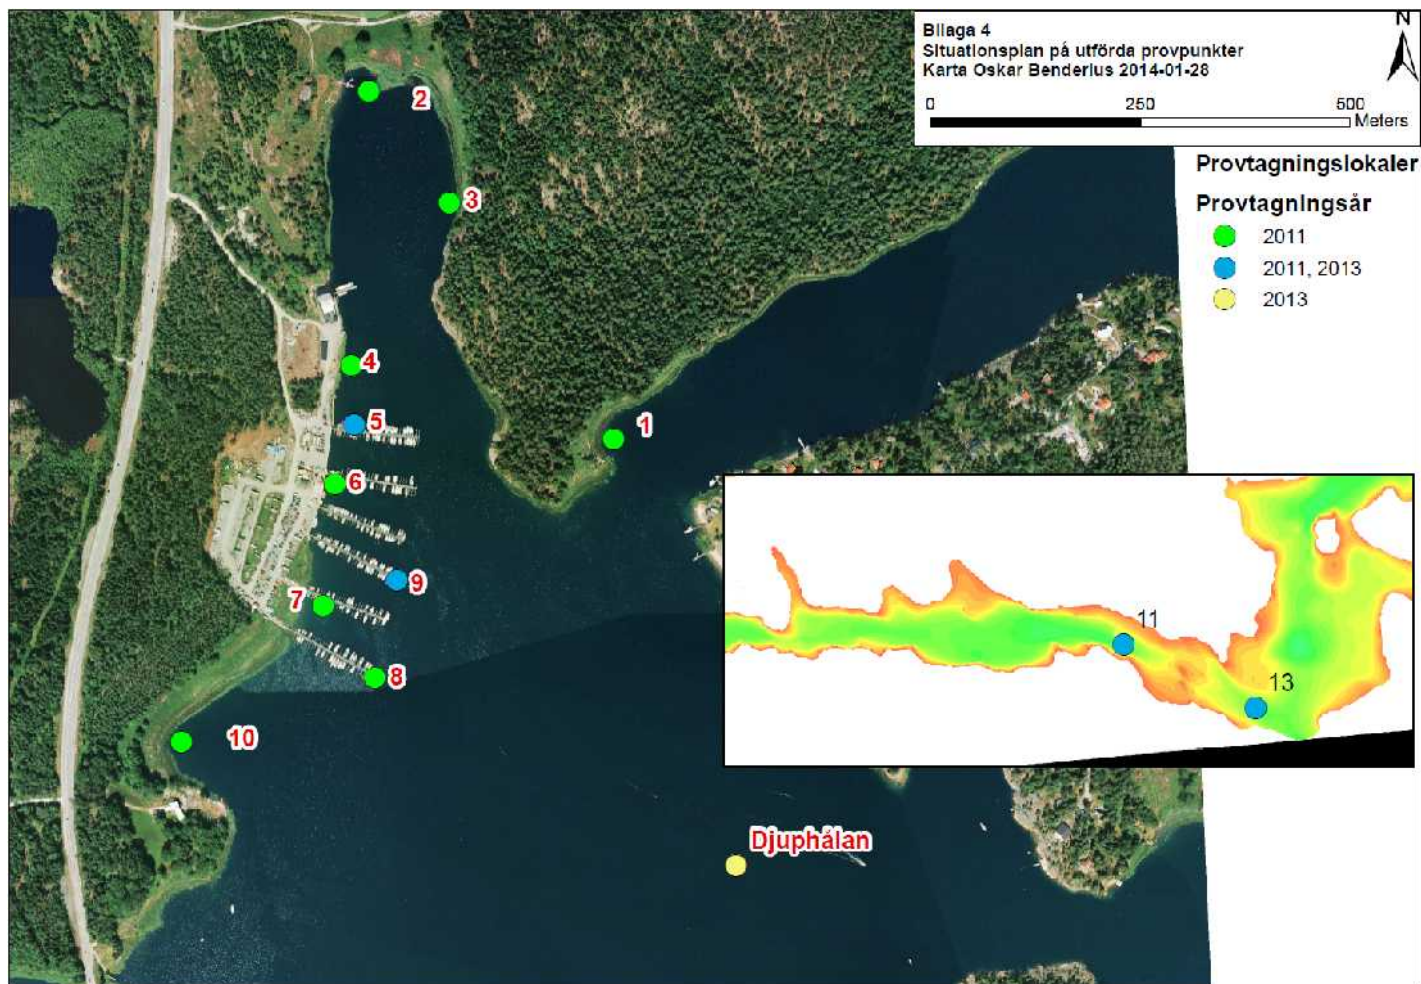 Bilaga 4
Situationsplan på utförda provpunkter
Karta Oskar Benderius 2014-01-28
N
0 250 500
Meters
Provtagningslokaler
Provtagningsår
2011
2011, 2013
2013
2
3
4
5
1
6
9
7
8
10
11
13
Djuphålan